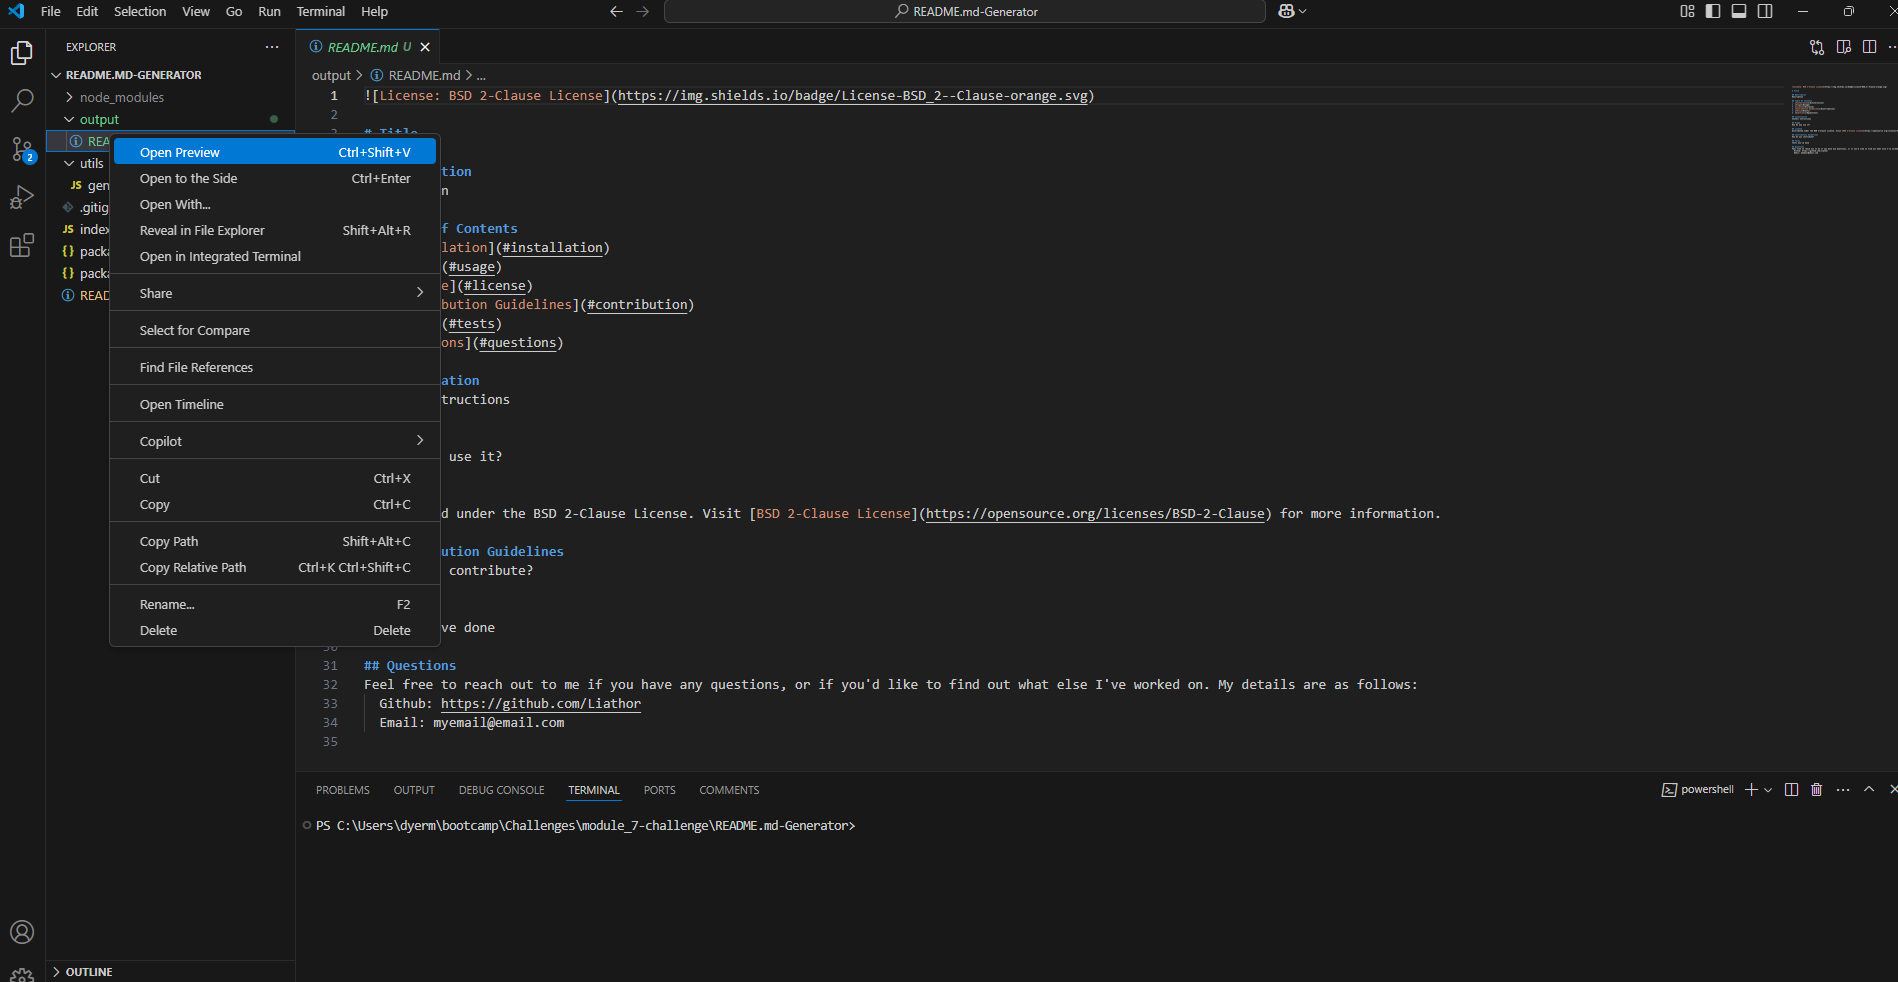 File Edit Selection View Go Run Terminal Help
README.md-Generator
EXPLORER
README.MD-GENERATOR
node_modules
output
REA
utils
JS gen
.gitig
JS index
{} packa
{} packa
READ
OUTLINE
2
Open Preview Ctrl+Shift+V
Open to the Side Ctrl+Enter
Open With...
Reveal in File Explorer Shift+Alt+R
Open in Integrated Terminal
Share
Select for Compare
Find File References
Open Timeline
Copilot
Cut Ctrl+X
Copy Ctrl+C
Copy Path Shift+Alt+C
Copy Relative Path Ctrl+K Ctrl+Shift+C
Rename... F2
Delete Delete
README.md U
output > README.md > ...
1 ![License: BSD 2-Clause License](https://img.shields.io/badge/License-BSD_2--Clause-orange.svg)
2
3 # Title
tion
n
f Contents
lation](#installation)
(#usage)
e](#license)
bution Guidelines](#contribution)
(#tests)
ons](#questions)
ation
tructions
use it?
d under the BSD 2-Clause License. Visit [BSD 2-Clause License](https://opensource.org/licenses/BSD-2-Clause) for more information.
ution Guidelines
contribute?
ve done
30
31 ## Questions
32 Feel free to reach out to me if you have any questions, or if you'd like to find out what else I've worked on. My details are as follows:
33 Github: https://github.com/Liathor
34 Email: myemail@email.com
35
PROBLEMS OUTPUT DEBUG CONSOLE TERMINAL PORTS COMMENTS
powershell
PS C:\Users\dyerm\bootcamp\Challenges\module_7-challenge\README.md-Generator>